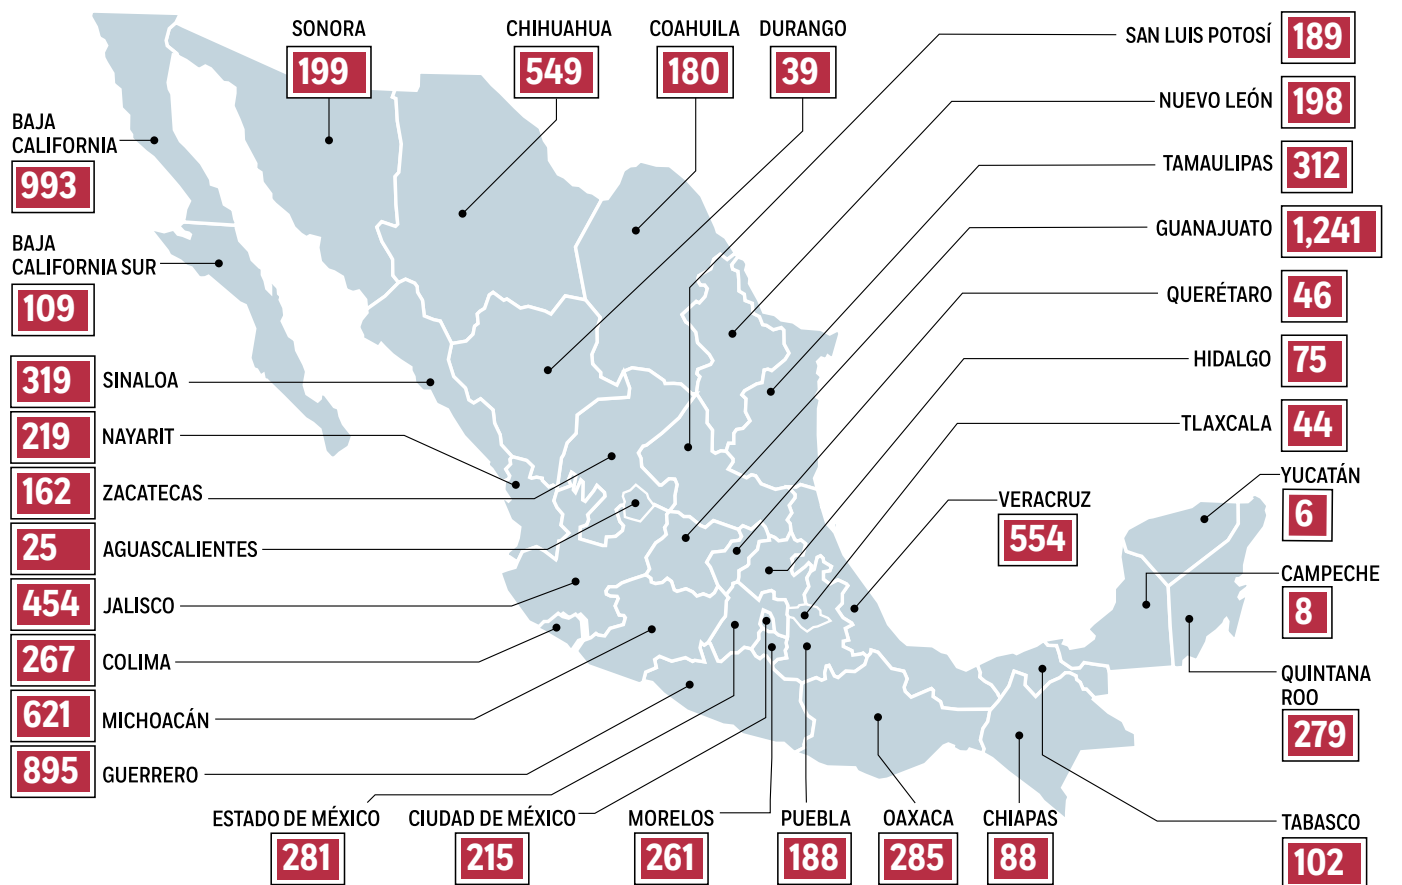 SONORA
199
CHIHUAHUA
549
COAHUILA
180
DURANGO
39
SAN LUIS POTOSÍ
189
NUEVO LEÓN
198
TAMAULIPAS
312
GUANAJUATO
1,241
QUERÉTARO
46
HIDALGO
75
TLAXCALA
44
BAJA
CALIFORNIA
993
BAJA
CALIFORNIA SUR
109
319 SINALOA
219 NAYARIT
162 ZACATECAS
25 AGUASCALIENTES
454 JALISCO
267 COLIMA
621 MICHOACÁN
895 GUERRERO
VERACRUZ
554
YUCATÁN
6
CAMPECHE
8
QUINTANA
ROO
279
ESTADO DE MÉXICO
281
CIUDAD DE MÉXICO
215
MORELOS
261
PUEBLA
188
OAXACA
285
CHIAPAS
88
TABASCO
102